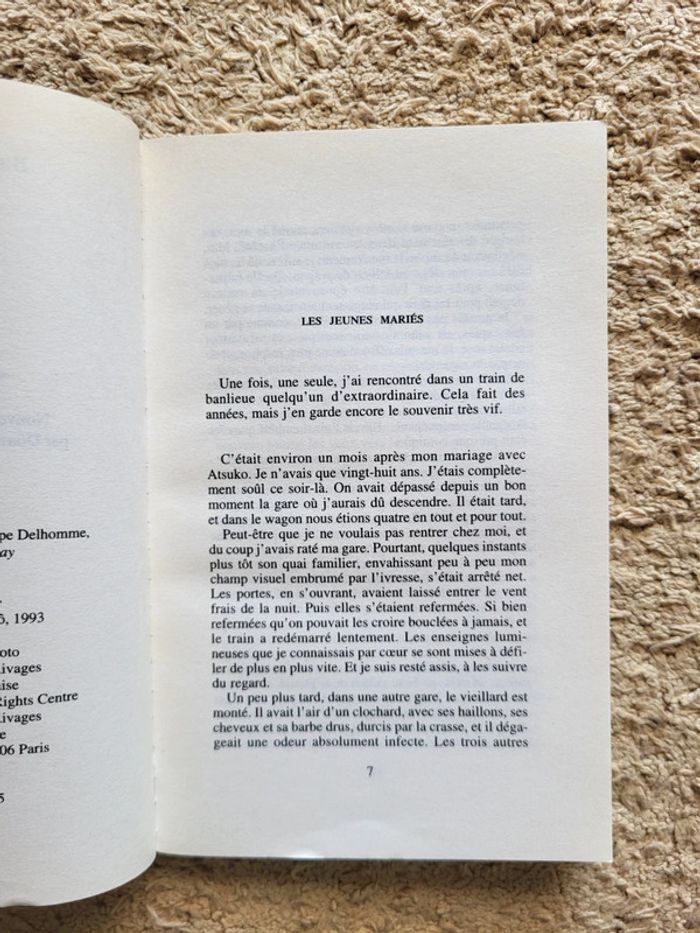 pe Delhomme,
ay
ô, 1993
oto
Rivages
aise
Rights Centre
Rivages
e
06 Paris
5
LES JEUNES MARIÉS
Une fois, une seule, j'ai rencontré dans un train de
banlieue quelqu'un d'extraordinaire. Cela fait des
années, mais j'en garde encore le souvenir très vif.
C'était environ un mois après mon mariage avec
Atsuko. Je n'avais que vingt-huit ans. J'étais complète-
ment soûl ce soir-là. On avait dépassé depuis un bon
moment la gare où j'aurais dû descendre. Il était tard,
et dans le wagon nous étions quatre en tout et pour tout.
Peut-être que je ne voulais pas rentrer chez moi, et
du coup j'avais raté ma gare. Pourtant, quelques instants
plus tôt son quai familier, envahissant peu à peu mon
champ visuel embrumé par l'ivresse, s'était arrêté net.
Les portes, en s'ouvrant, avaient laissé entrer le vent
frais de la nuit. Puis elles s'étaient refermées. Si bien
refermées qu'on pouvait les croire bouclées à jamais, et
le train a redémarré lentement. Les enseignes lumi-
neuses que je connaissais par cœur se sont mises à défi-
ler de plus en plus vite. Et je suis resté assis, à les suivre
du regard.
Un peu plus tard, dans une autre gare, le vieillard est
monté. Il avait l'air d'un clochard, avec ses haillons, ses
cheveux et sa barbe drus, durcis par la crasse, et il déga-
geait une odeur absolument infecte. Les trois autres
7